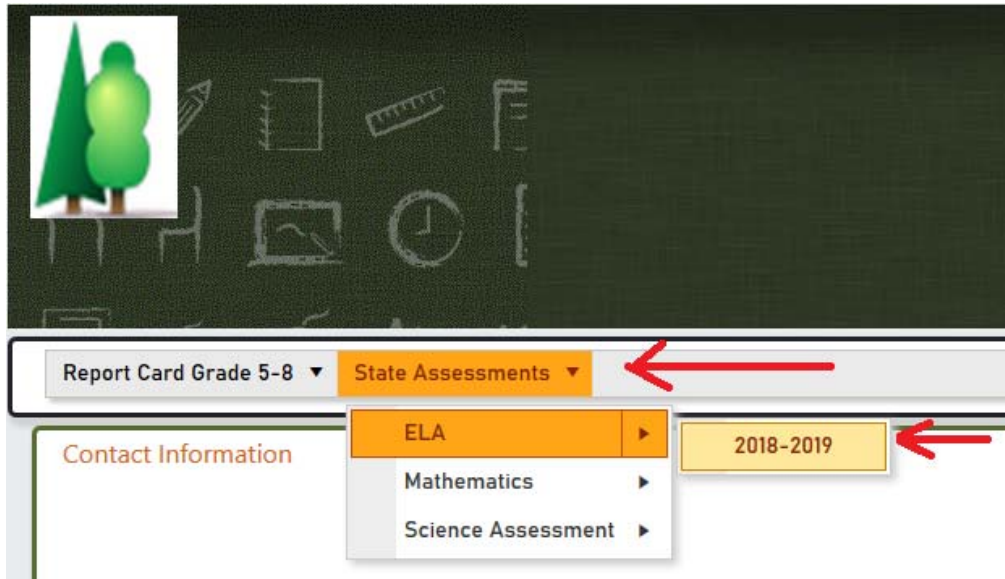 Report Card Grade 5-8 ▼ State Assessments ▼
ELA ▶ 2018-2019
Contact Information
Mathematics ▶
Science Assessment ▶